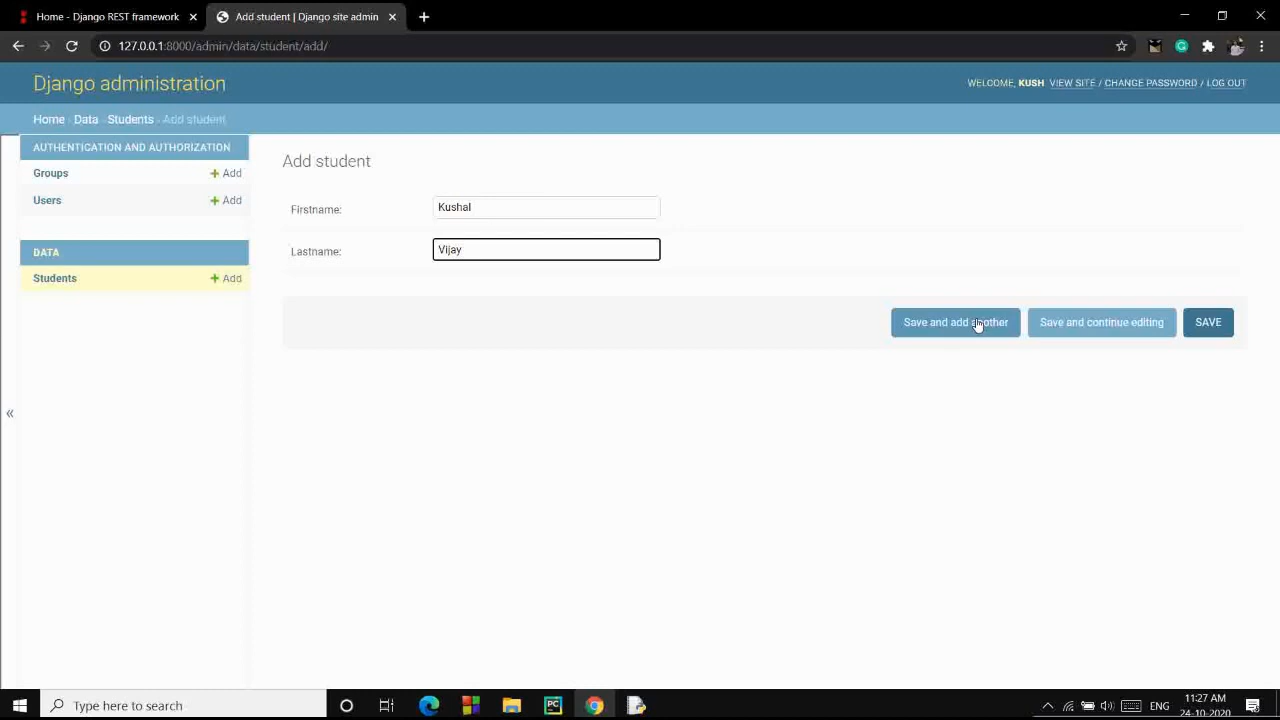 Home - Django REST framework
Add student | Django site admin
127.0.0.1:8000/admin/data/student/add/
Django administration
WELCOME, KUSH VIEW SITE / CHANGE PASSWORD / LOG OUT
Home › Data › Students › Add student
AUTHENTICATION AND AUTHORIZATION
Groups + Add
Users + Add
DATA
Students + Add
«
Add student
Firstname: Kushal
Lastname: Vijay
Save and add another Save and continue editing SAVE
Type here to search
PC
ENG
11:27 AM
24-10-2020